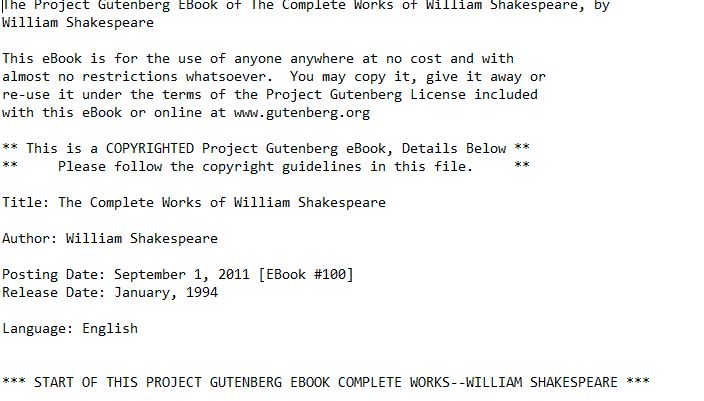 The Project Gutenberg EBook of The Complete Works of William Shakespeare, by
William Shakespeare
This eBook is for the use of anyone anywhere at no cost and with
almost no restrictions whatsoever.  You may copy it, give it away or
re-use it under the terms of the Project Gutenberg License included
with this eBook or online at www.gutenberg.org
** This is a COPYRIGHTED Project Gutenberg eBook, Details Below **
**     Please follow the copyright guidelines in this file.     **
Title: The Complete Works of William Shakespeare
Author: William Shakespeare
Posting Date: September 1, 2011 [EBook #100]
Release Date: January, 1994
Language: English
*** START OF THIS PROJECT GUTENBERG EBOOK COMPLETE WORKS--WILLIAM SHAKESPEARE ***